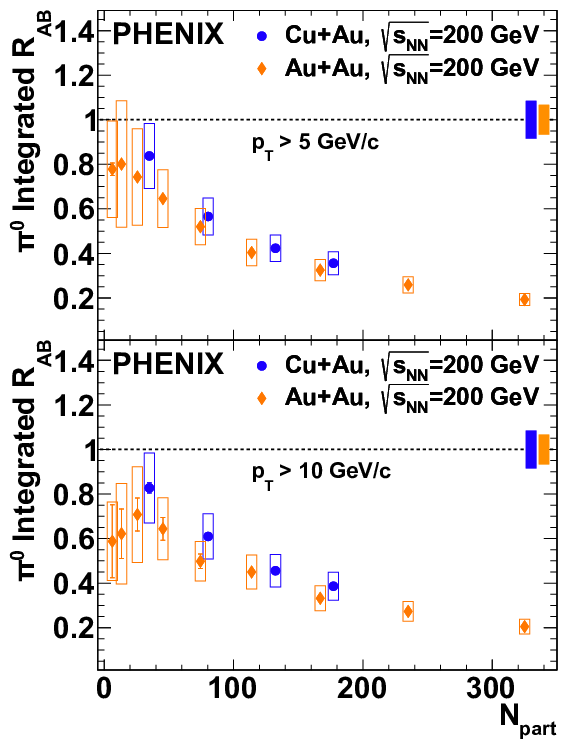 π⁰ Integrated R_AB
1.4
1.2
1
0.8
0.6
0.4
0.2
PHENIX
Cu+Au, √s_NN=200 GeV
Au+Au, √s_NN=200 GeV
p_T > 5 GeV/c
π⁰ Integrated R_AB
1.4
1.2
1
0.8
0.6
0.4
0.2
PHENIX
Cu+Au, √s_NN=200 GeV
Au+Au, √s_NN=200 GeV
p_T > 10 GeV/c
0 100 200 300
N_part